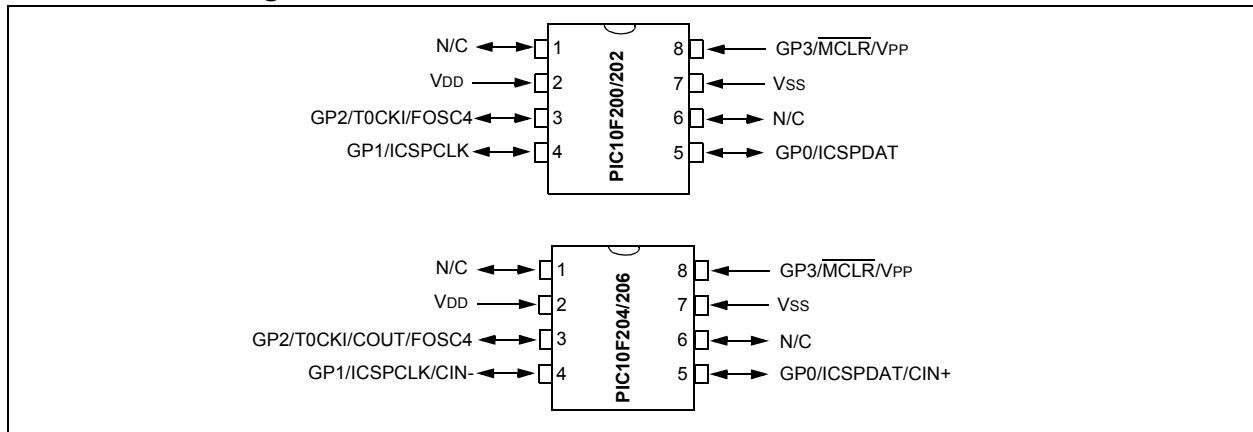 N/C 1 8 GP3/MCLR/VPP
VDD 2 7 VSS
GP2/T0CKI/FOSC4 3 6 N/C
GP1/ICSPCLK 4 5 GP0/ICSPDAT
PIC10F200/202
N/C 1 8 GP3/MCLR/VPP
VDD 2 7 VSS
GP2/T0CKI/COUT/FOSC4 3 6 N/C
GP1/ICSPCLK/CIN- 4 5 GP0/ICSPDAT/CIN+
PIC10F204/206